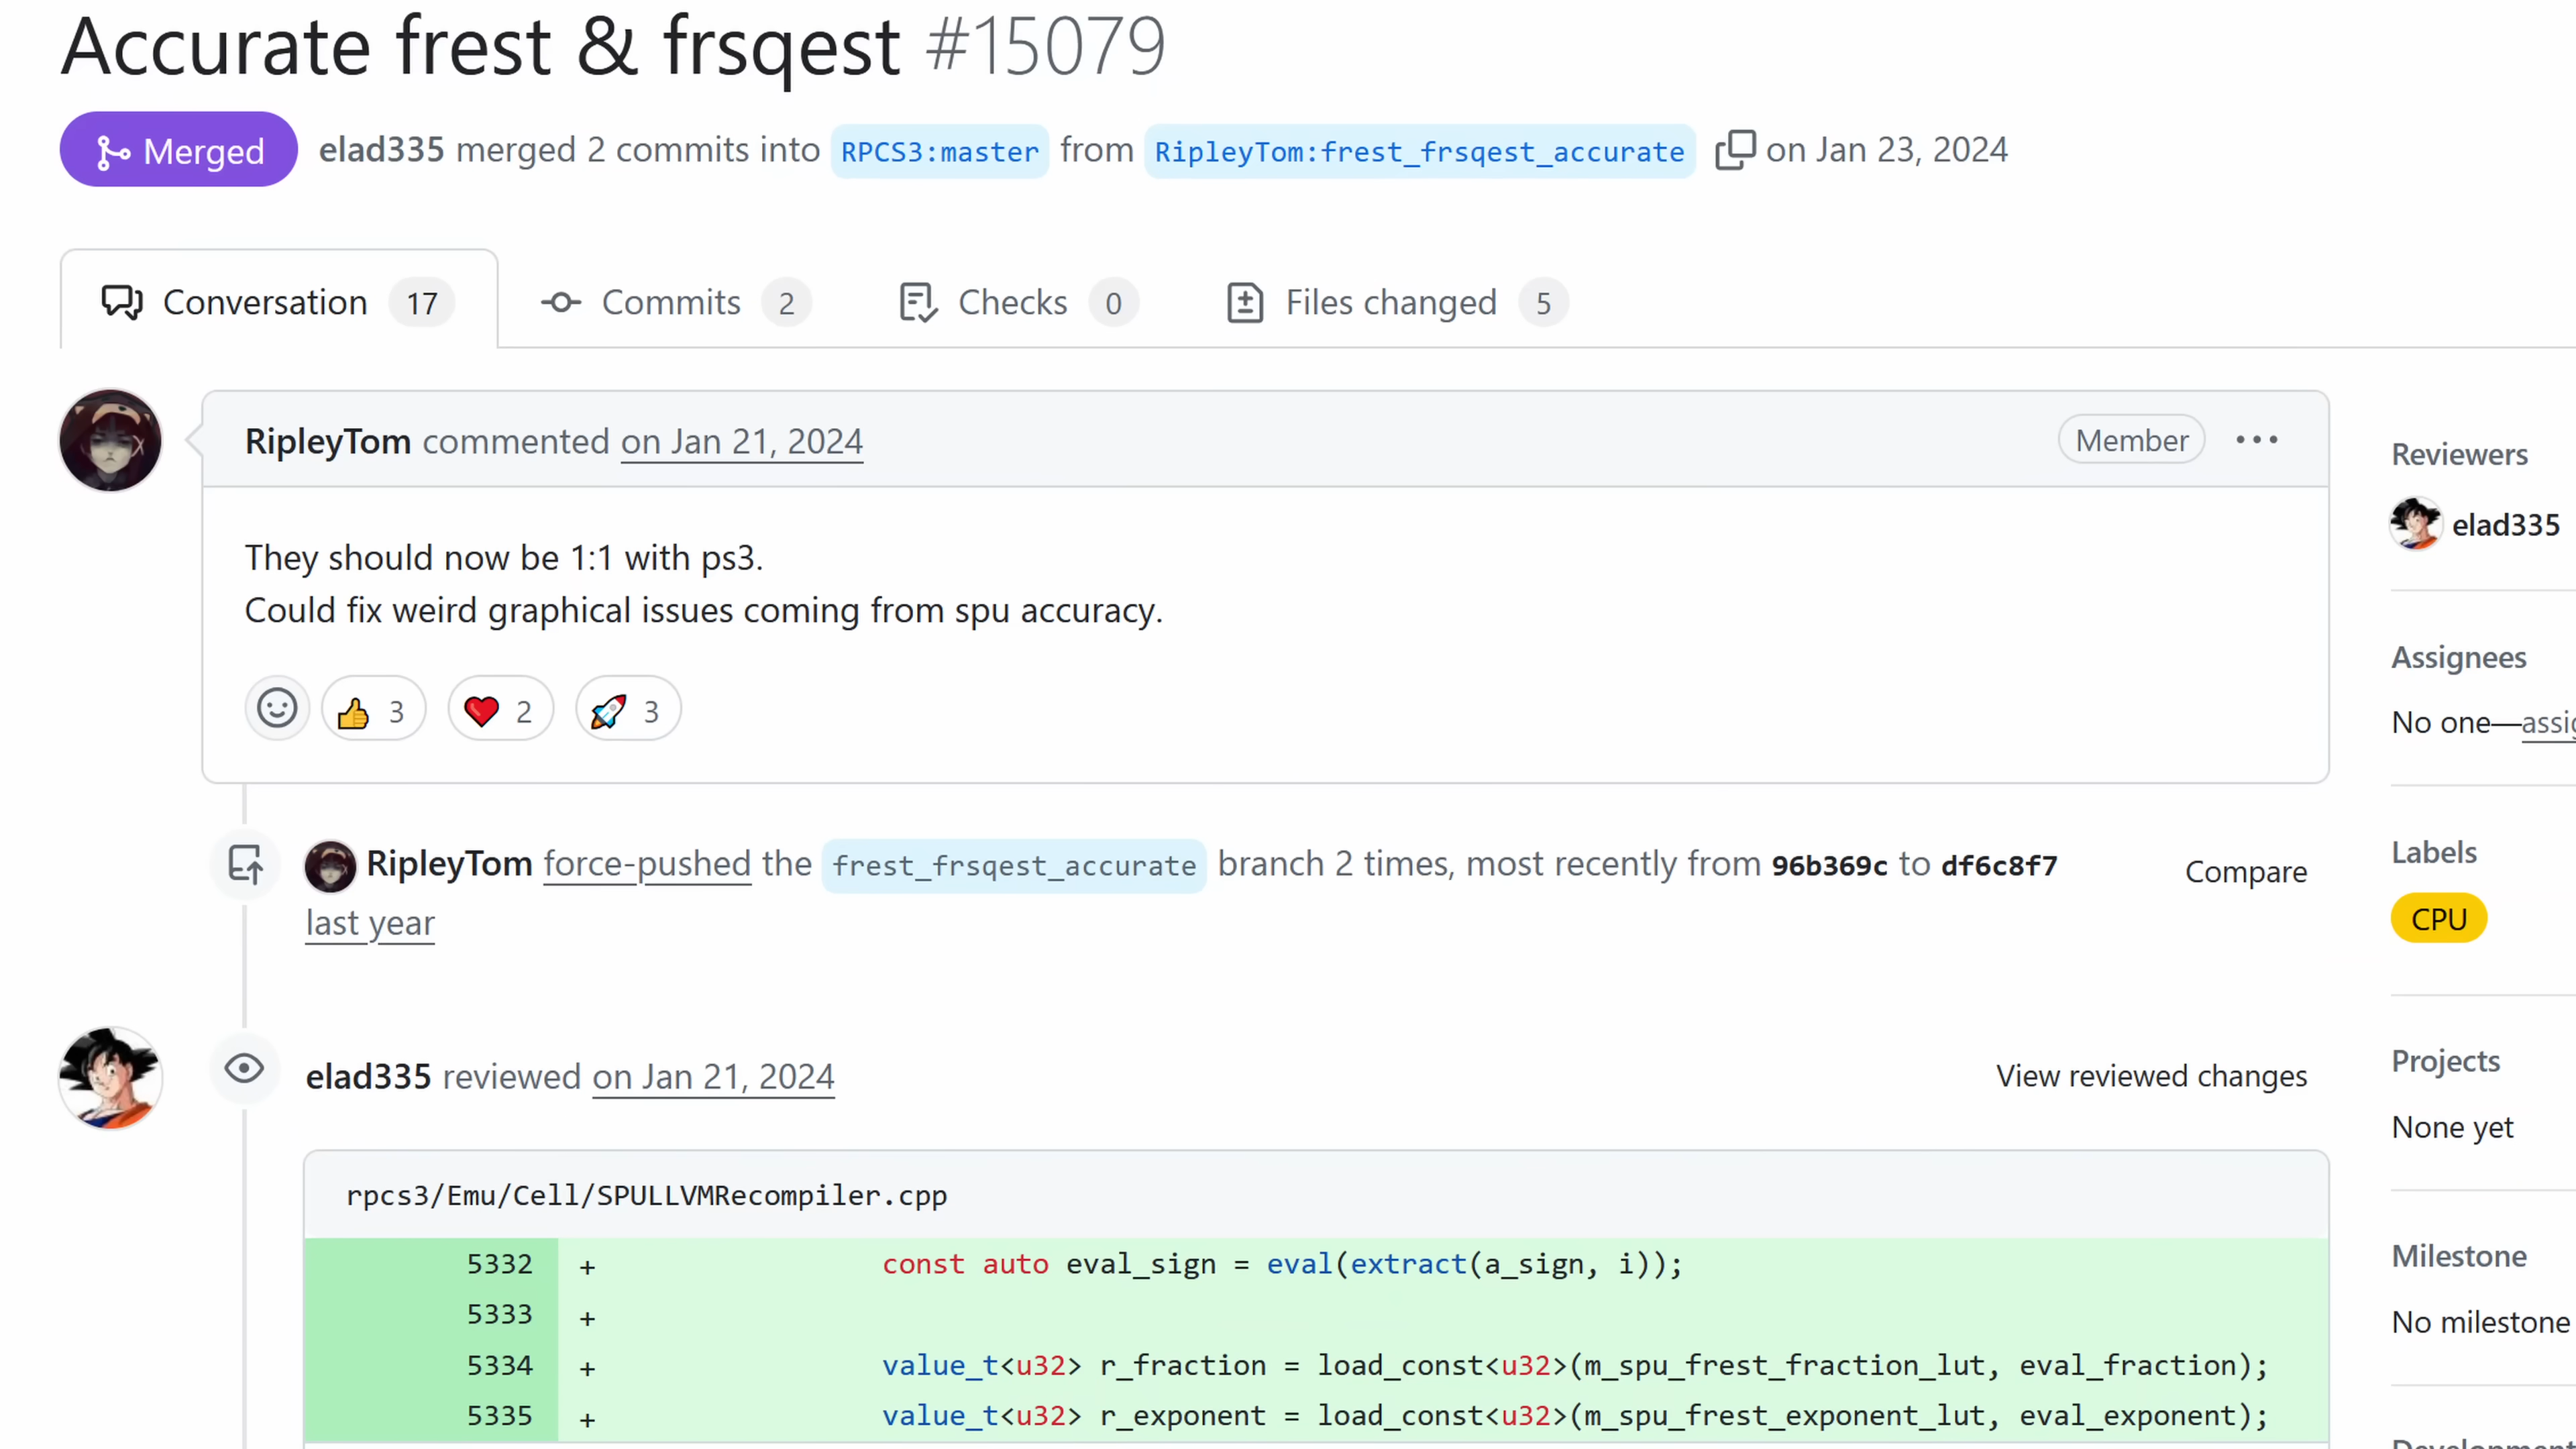 Accurate frest & frsqest #15079
Merged elad335 merged 2 commits into RPCS3:master from RipleyTom:frest_frsqest_accurate on Jan 23, 2024
Conversation 17 Commits 2 Checks 0 Files changed 5
RipleyTom commented on Jan 21, 2024 Member
They should now be 1:1 with ps3.
Could fix weird graphical issues coming from spu accuracy.
👍 3 ❤️ 2 🚀 3
RipleyTom force-pushed the frest_frsqest_accurate branch 2 times, most recently from 96b369c to df6c8f7 Compare
last year
elad335 reviewed on Jan 21, 2024 View reviewed changes
rpcs3/Emu/Cell/SPULLVMRecompiler.cpp
5332 + const auto eval_sign = eval(extract(a_sign, i));
5333 +
5334 + value_t<u32> r_fraction = load_const<u32>(m_spu_frest_fraction_lut, eval_fraction);
5335 + value_t<u32> r_exponent = load_const<u32>(m_spu_frest_exponent_lut, eval_exponent);
Reviewers
elad335
Assignees
No one—
Labels
CPU
Projects
None yet
Milestone
No milestone